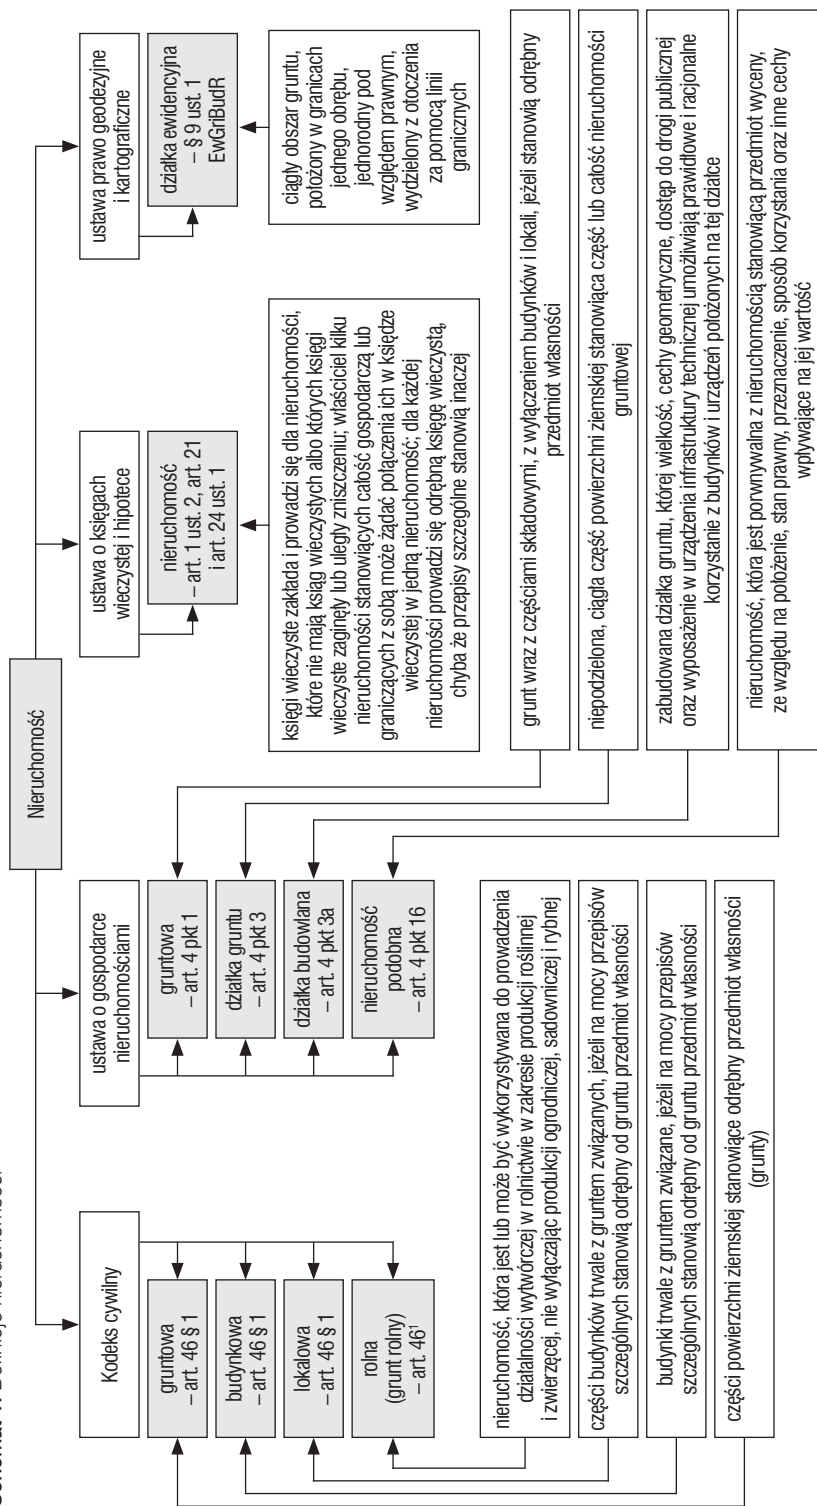 Nieruchomość
Kodeks cywilny
gruntowa
– art. 46 § 1
budynkowa
– art. 46 § 1
lokalowa
– art. 46 § 1
rolna
(grunt rolny)
– art. 46¹
nieruchomość, która jest lub może być wykorzystywana do prowadzenia
działalności wytwórczej w rolnictwie w zakresie produkcji roślinnej
i zwierzęcej, nie wyłączając produkcji ogrodniczej, sadowniczej i rybnej
części budynków trwale z gruntem związanych, jeżeli na mocy przepisów
szczególnych stanowią odrębny od gruntu przedmiot własności
budynki trwale z gruntem związane, jeżeli na mocy przepisów
szczególnych stanowią odrębny od gruntu przedmiot własności
części powierzchni ziemskiej stanowiące odrębny przedmiot własności
(grunty)
ustawa o gospodarce
nieruchomościami
gruntowa
– art. 4 pkt 1
działka gruntu
– art. 4 pkt 3
działka budowlana
– art. 4 pkt 3a
nieruchomość
podobna
– art. 4 pkt 16
grunt wraz z częściami składowymi, z wyłączeniem budynków i lokali, jeżeli stanowią odrębny
przedmiot własności
niepodzielona, ciągła część powierzchni ziemskiej stanowiąca część lub całość nieruchomości
gruntowej
zabudowana działka gruntu, której wielkość, cechy geometryczne, dostęp do drogi publicznej
oraz wyposażenie w urządzenia infrastruktury technicznej umożliwiają prawidłowe i racjonalne
korzystanie z budynków i urządzeń położonych na tej działce
nieruchomość, która jest porwnywalna z nieruchomością stanowiącą przedmiot wyceny,
ze względu na położenie, stan prawny, przeznaczenie, sposób korzystania oraz inne cechy
wpływające na jej wartość
ustawa o księgach
wieczystej i hipotece
nieruchomość
– art. 1 ust. 2, art. 21
i art. 24 ust. 1
księgi wieczyste zakłada i prowadzi się dla nieruchomości,
które nie mają ksiąg wieczystych albo których księgi
wieczyste zaginęły lub uległy zniszczeniu; właściciel kilku
nieruchomości stanowiących całość gospodarczą lub
graniczących z sobą może żądać połączenia ich w księdze
wieczystej w jedną nieruchomość; dla każdej
nieruchomości prowadzi się odrębną księgę wieczystą,
chyba że przepisy szczególne stanowią inaczej
ustawa prawo geodezyjne
i kartograficzne
działka ewidencyjna
– § 9 ust. 1
EwGriBudR
ciągły obszar gruntu,
położony w granicach
jednego obrębu,
jednorodny pod
względem prawnym,
wydzielony z otoczenia
za pomocą linii
granicznych